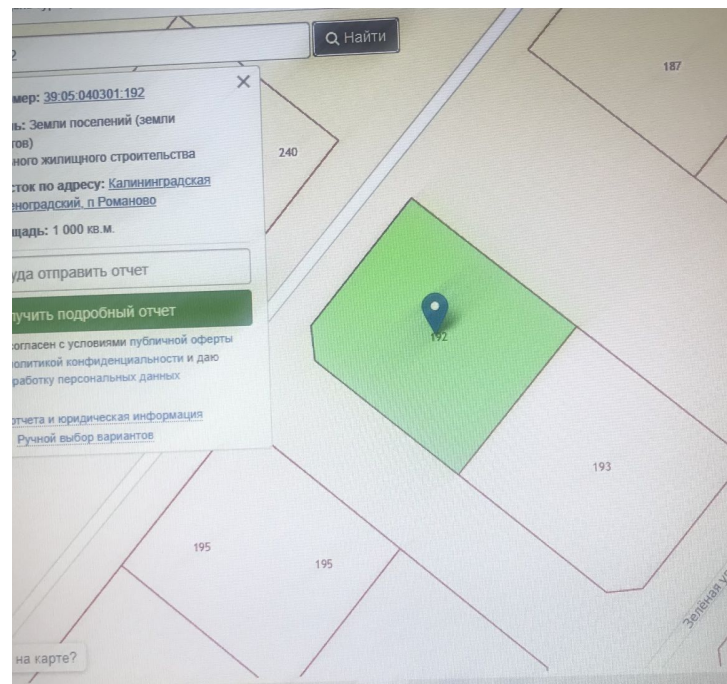 Найти
мер: 39:05:040301:192
ь: Земли поселений (земли
тов)
ного жилищного строительства
сток по адресу: Калининградская
еноградский, п Романово
щадь: 1 000 кв.м.
уда отправить отчет
лучить подробный отчет
огласен с условиями публичной оферты
олитикой конфиденциальности и даю
работку персональных данных
отчета и юридическая информация
Ручной выбор вариантов
на карте?
240
187
192
193
195
195
Зелёная ул